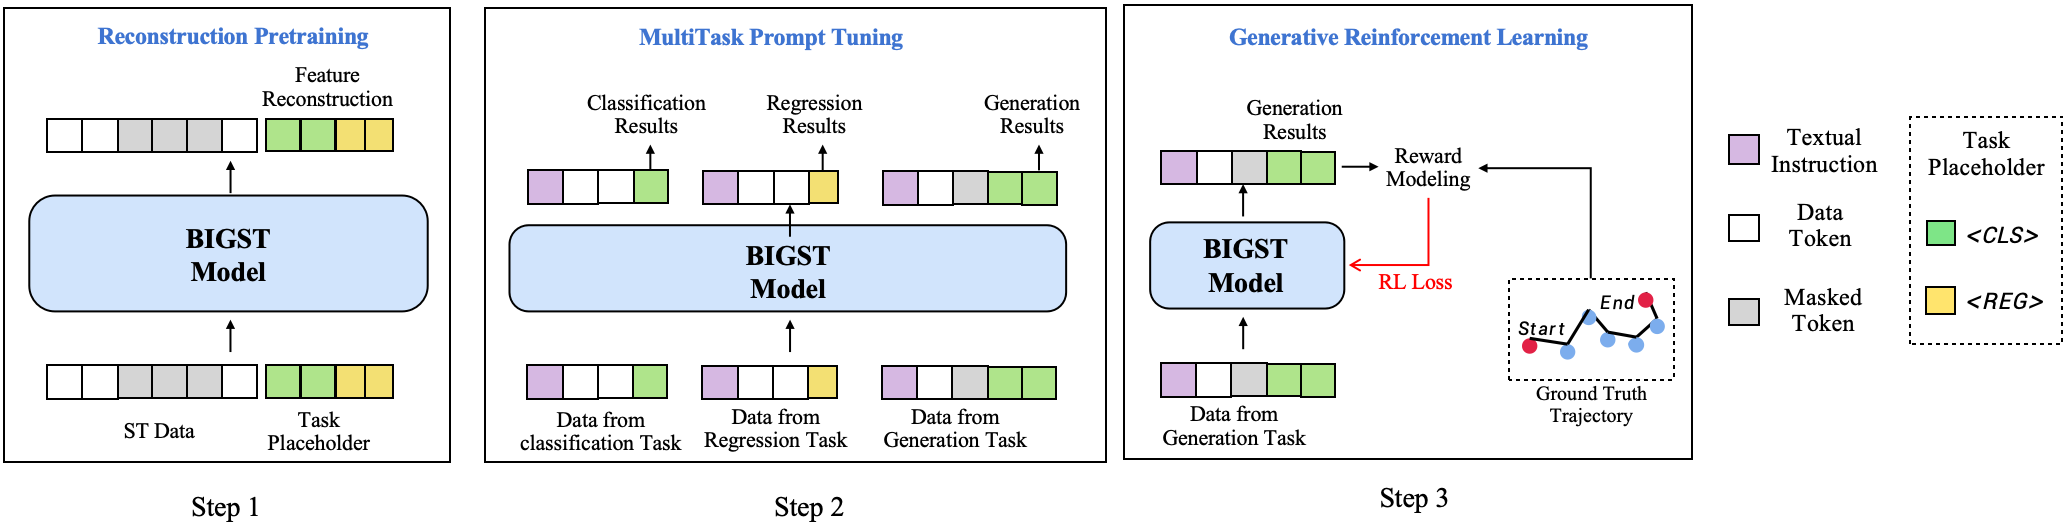 Reconstruction Pretraining
Feature
Reconstruction
BIGST
Model
ST Data
Task
Placeholder
Step 1
MultiTask Prompt Tuning
Classification
Results
Regression
Results
Generation
Results
BIGST
Model
Data from
classification Task
Data from
Regression Task
Data from
Generation Task
Step 2
Generative Reinforcement Learning
Generation
Results
Reward
Modeling
BIGST
Model
RL Loss
Start
End
Ground Truth
Trajectory
Data from
Generation Task
Step 3
Textual
Instruction
Data
Token
Masked
Token
Task
Placeholder
<CLS>
<REG>